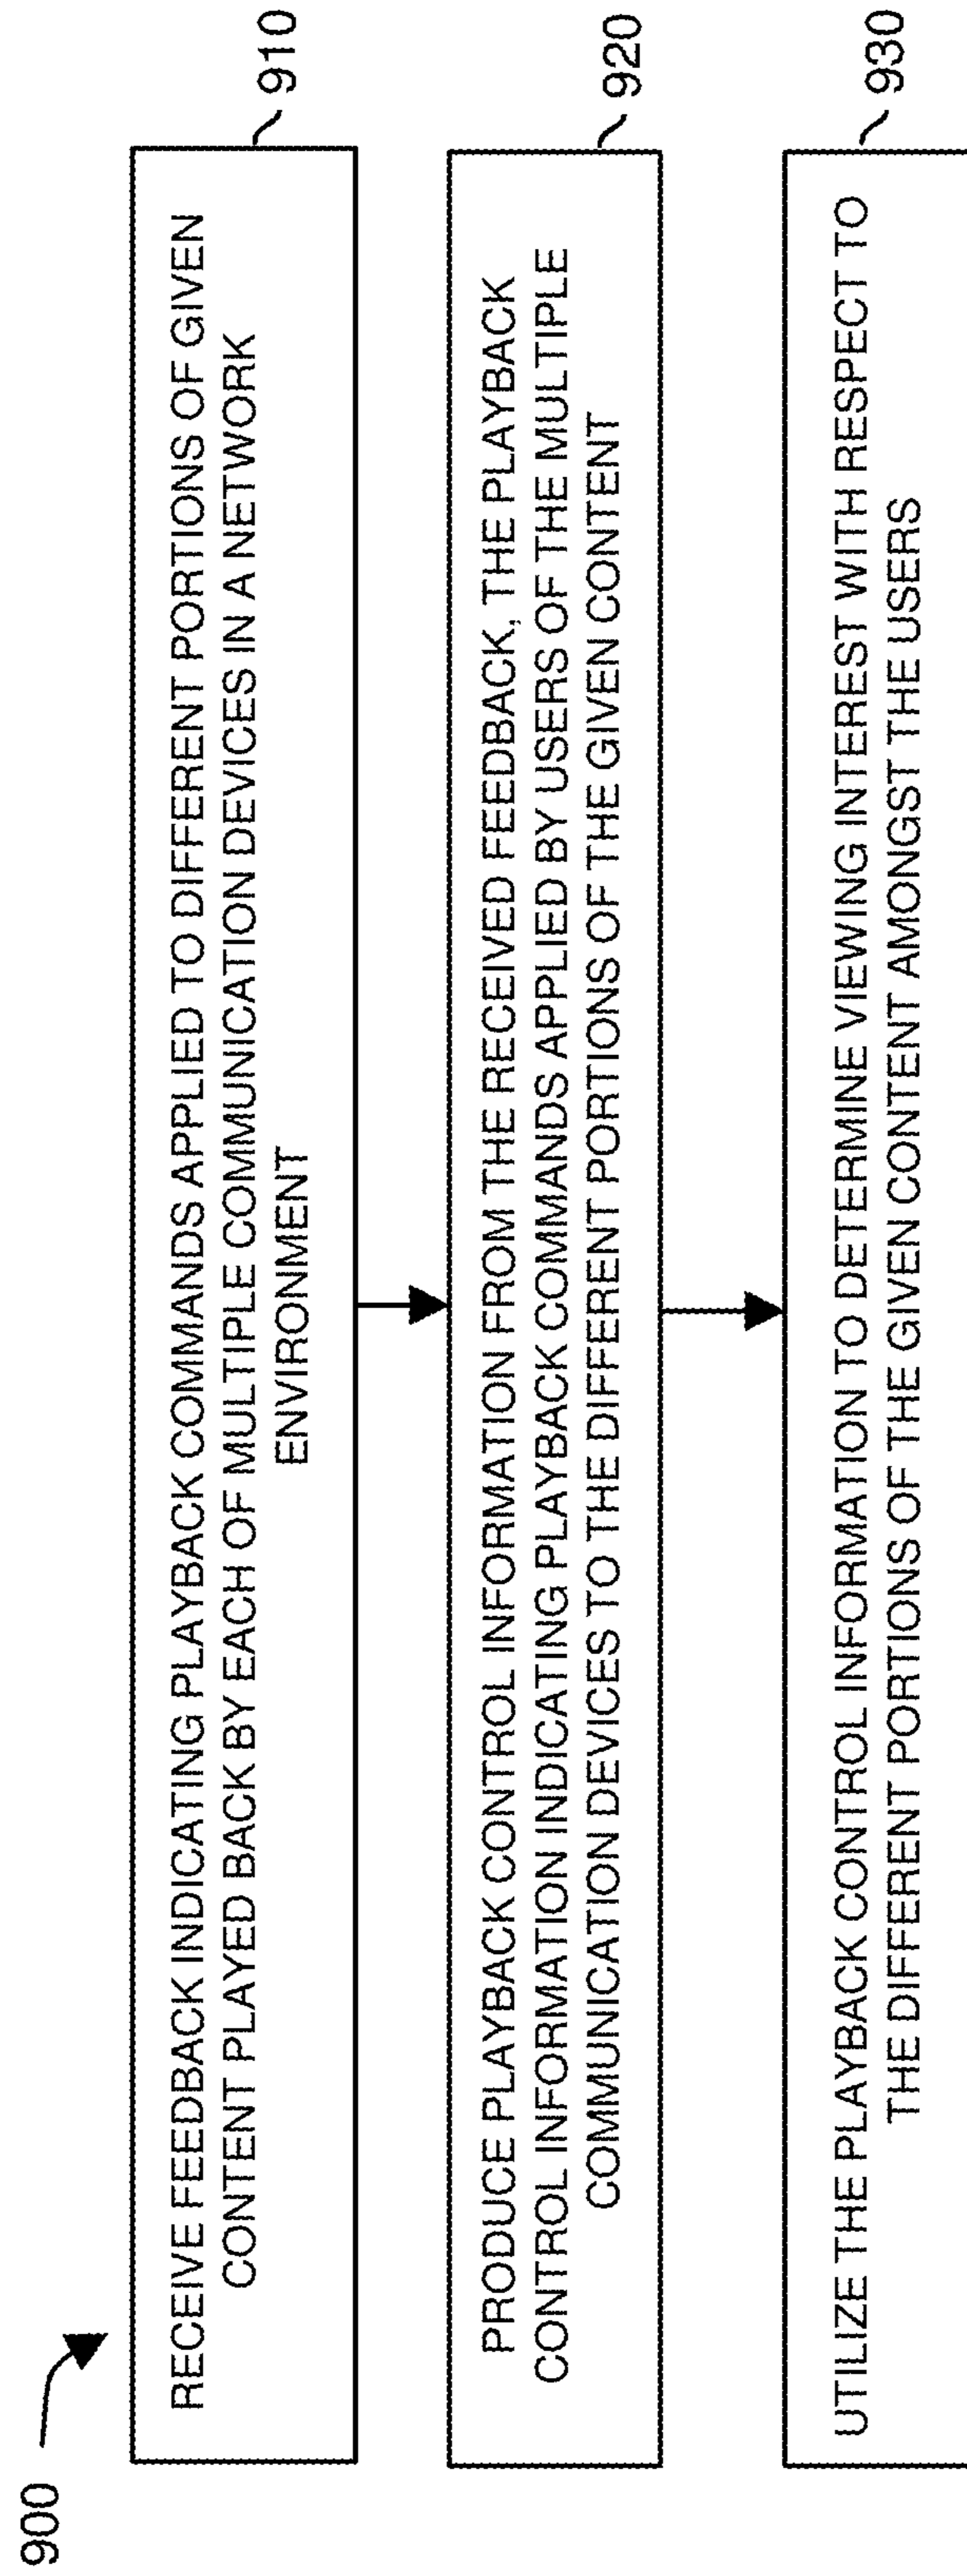 900
RECEIVE FEEDBACK INDICATING PLAYBACK COMMANDS APPLIED TO DIFFERENT PORTIONS OF GIVEN
CONTENT PLAYED BACK BY EACH OF MULTIPLE COMMUNICATION DEVICES IN A NETWORK
ENVIRONMENT
910
PRODUCE PLAYBACK CONTROL INFORMATION FROM THE RECEIVED FEEDBACK, THE PLAYBACK
CONTROL INFORMATION INDICATING PLAYBACK COMMANDS APPLIED BY USERS OF THE MULTIPLE
COMMUNICATION DEVICES TO THE DIFFERENT PORTIONS OF THE GIVEN CONTENT
920
UTILIZE THE PLAYBACK CONTROL INFORMATION TO DETERMINE VIEWING INTEREST WITH RESPECT TO
THE DIFFERENT PORTIONS OF THE GIVEN CONTENT AMONGST THE USERS
930